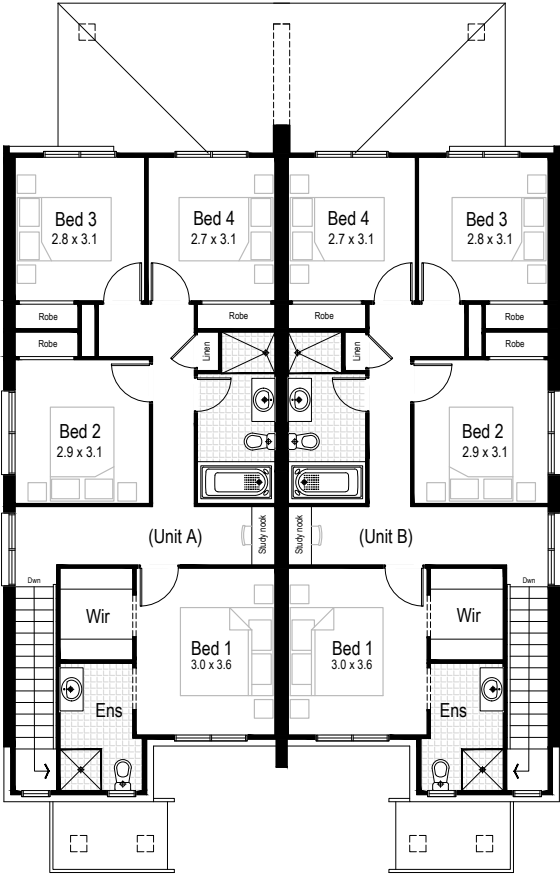 Bed 3
2.8 x 3.1
Bed 4
2.7 x 3.1
Bed 4
2.7 x 3.1
Bed 3
2.8 x 3.1
Robe
Robe
Robe
Robe
Robe
Linen
Linen
Robe
Bed 2
2.9 x 3.1
Bed 2
2.9 x 3.1
(Unit A)
Study nook
Study nook
(Unit B)
Dwn
Dwn
Wir
Bed 1
3.0 x 3.6
Bed 1
3.0 x 3.6
Wir
Ens
Ens